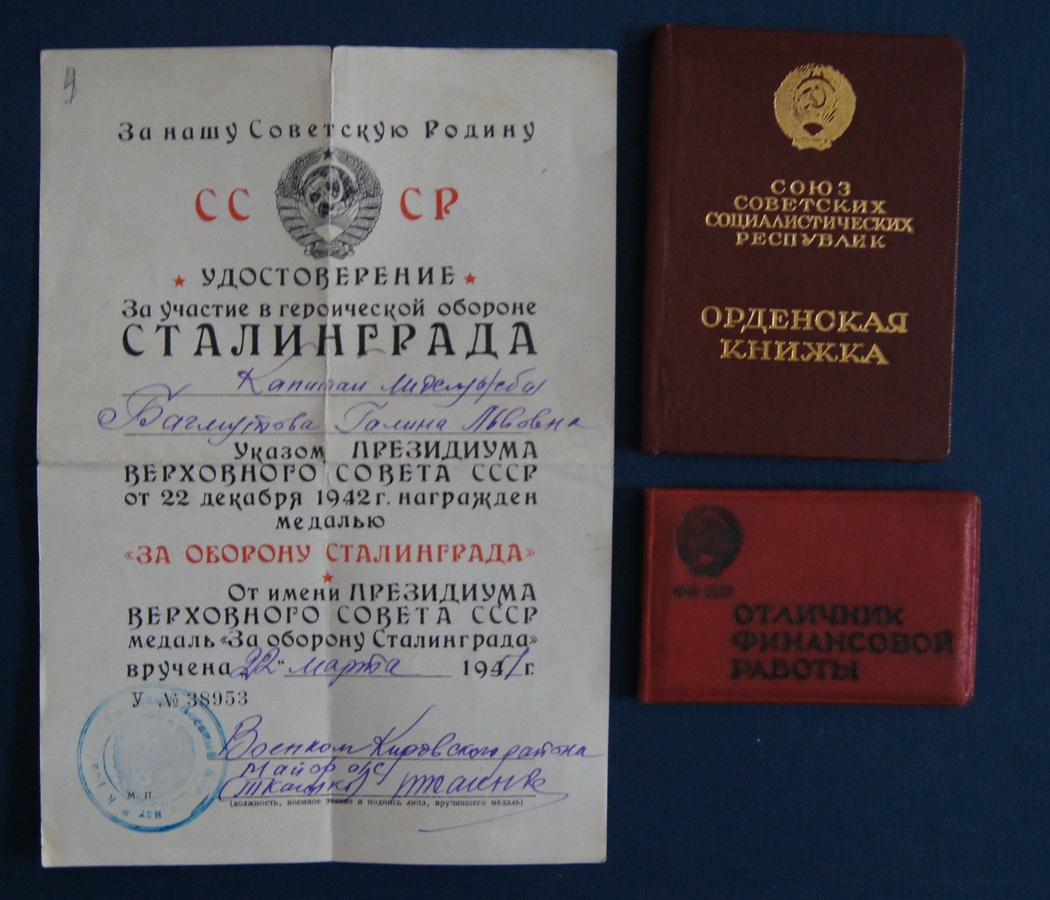 За нашу Советскую Родину
СС СР
УДОСТОВЕРЕНИЕ
За участие в героической обороне
СТАЛИНГРАДА
Капитан
Багмутова Галина Львовна
Указом ПРЕЗИДИУМА
ВЕРХОВНОГО СОВЕТА СССР
от 22 декабря 1942 г. награжден
медалью
«ЗА ОБОРОНУ СТАЛИНГРАДА»
От имени ПРЕЗИДИУМА
ВЕРХОВНОГО СОВЕТА СССР
медаль «За оборону Сталинграда»
вручена „22" марта 194 г.
У № 38953
Военком Кировского района
Майор
М. П.
(должность, военное звание и подпись лица, вручившего медаль)
СОЮЗ
СОВЕТСКИХ
СОЦИАЛИСТИЧЕСКИХ
РЕСПУБЛИК
ОРДЕНСКАЯ
КНИЖКА
СССР
ОТЛИЧНИК
ФИНАНСОВОЙ
РАБОТЫ